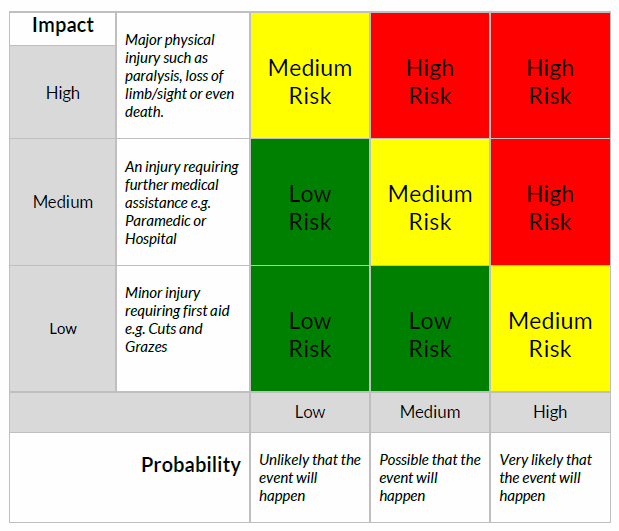 Impact
High
Major physical
injury such as
paralysis, loss of
limb/sight or even
death.
Medium
Risk
High
Risk
High
Risk
Medium
An injury requiring
further medical
assistance e.g.
Paramedic or
Hospital
Low
Risk
Medium
Risk
High
Risk
Low
Minor injury
requiring first aid
e.g. Cuts and
Grazes
Low
Risk
Low
Risk
Medium
Risk
Low
Medium
High
Probability
Unlikely that the
event will
happen
Possible that the
event will
happen
Very likely that
the event will
happen